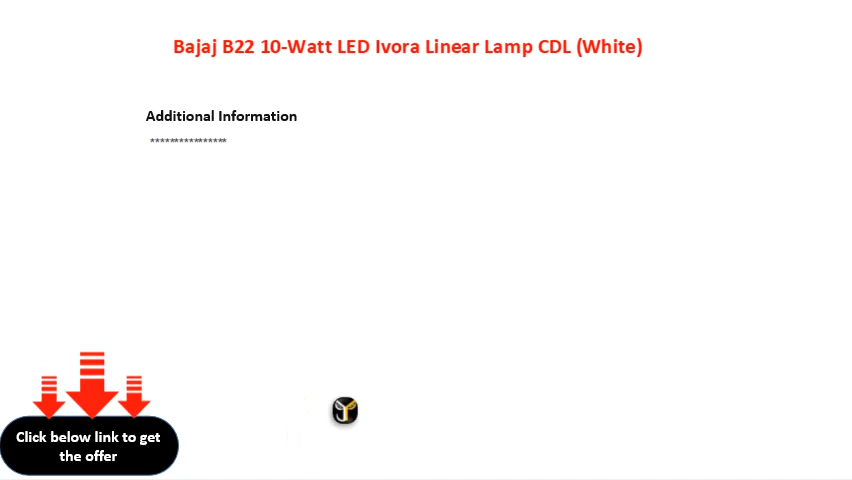 Bajaj B22 10-Watt LED Ivora Linear Lamp CDL (White)
Additional Information
****************
Click below link to get
the offer